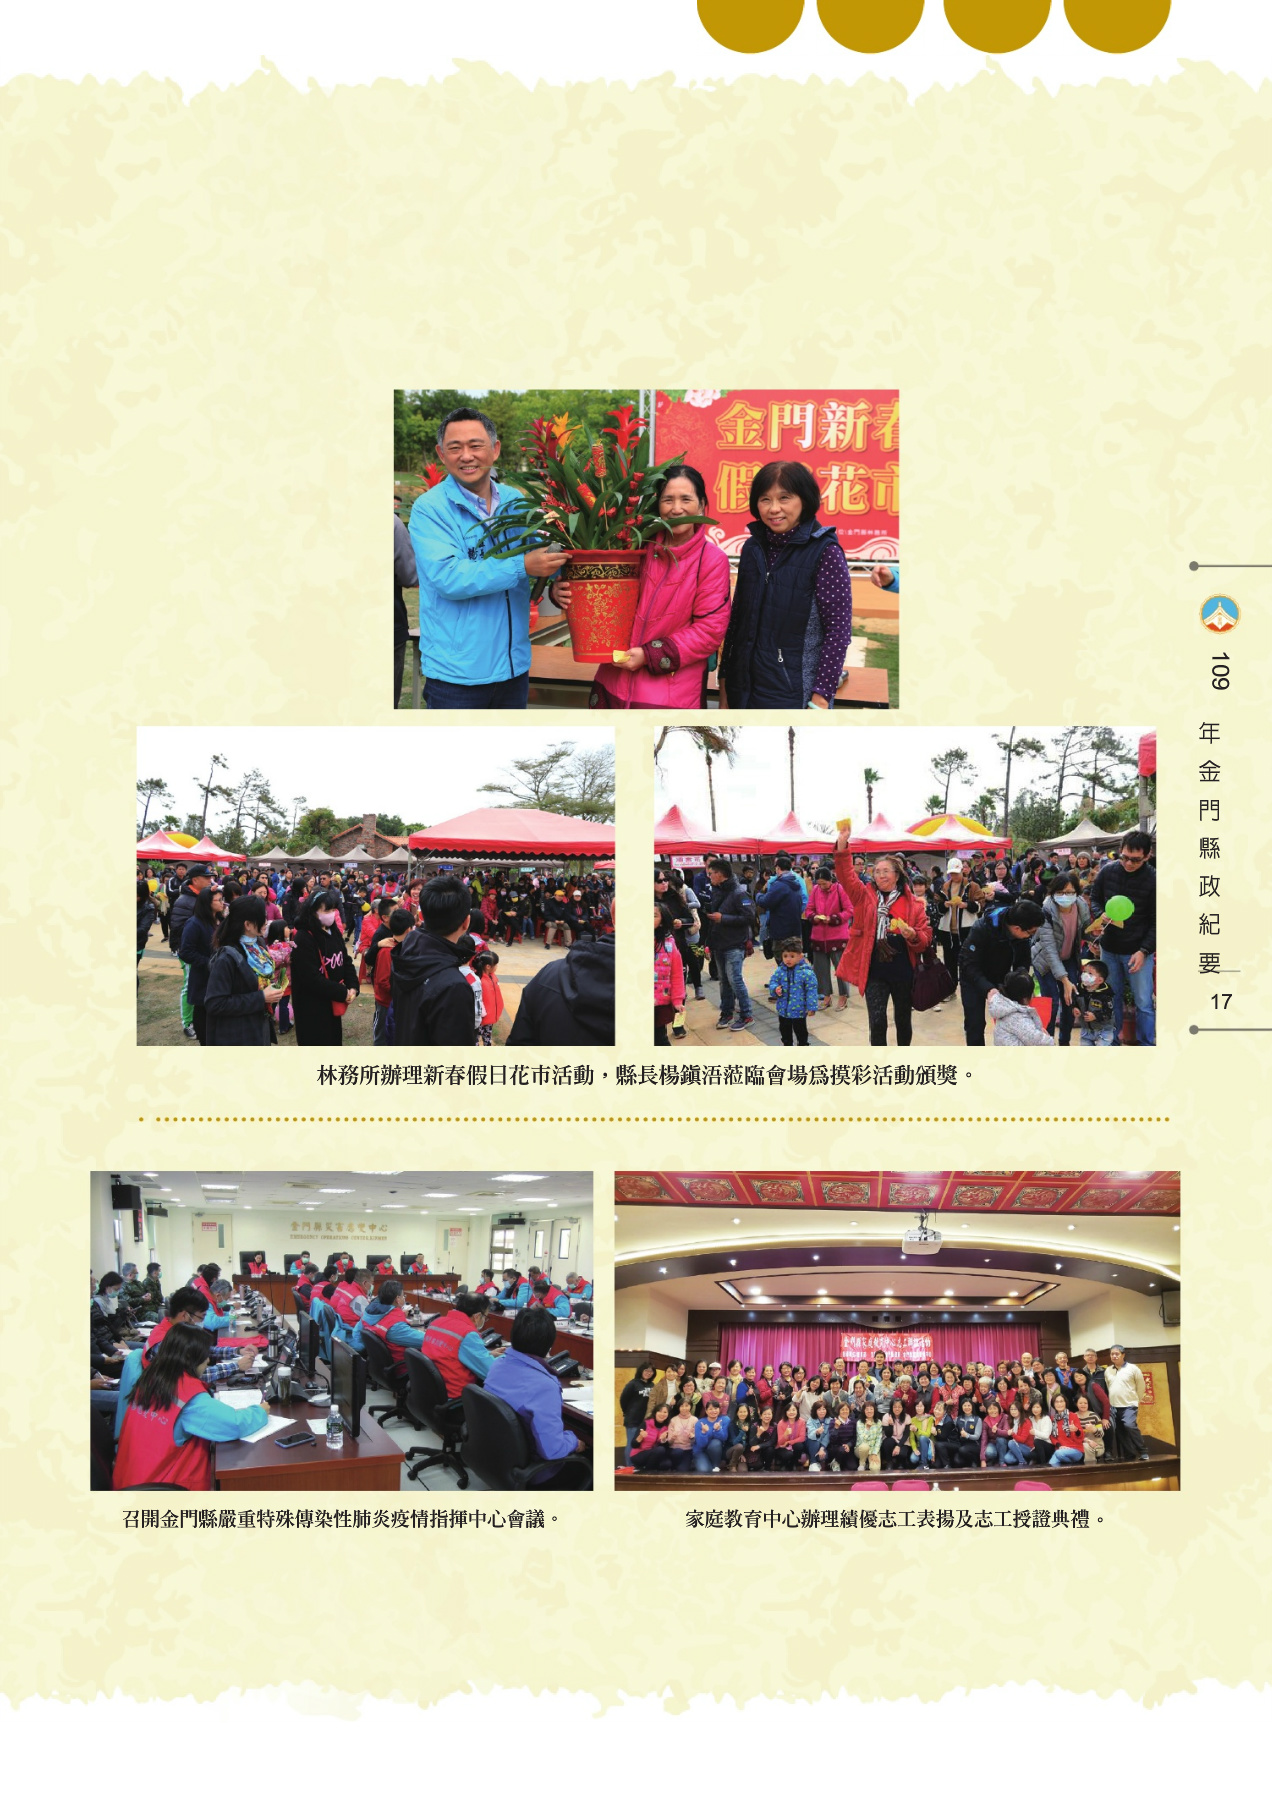 金門新春
假日花市
林務所辦理新春假日花市活動，縣長楊鎮浯蒞臨會場為摸彩活動頒獎。
金門縣災害應變中心
EMERGENCY OPERATIONS CENTER, KINMEN
召開金門縣嚴重特殊傳染性肺炎疫情指揮中心會議。
家庭教育中心辦理績優志工表揚及志工授證典禮。
109 年金門縣政紀要
17